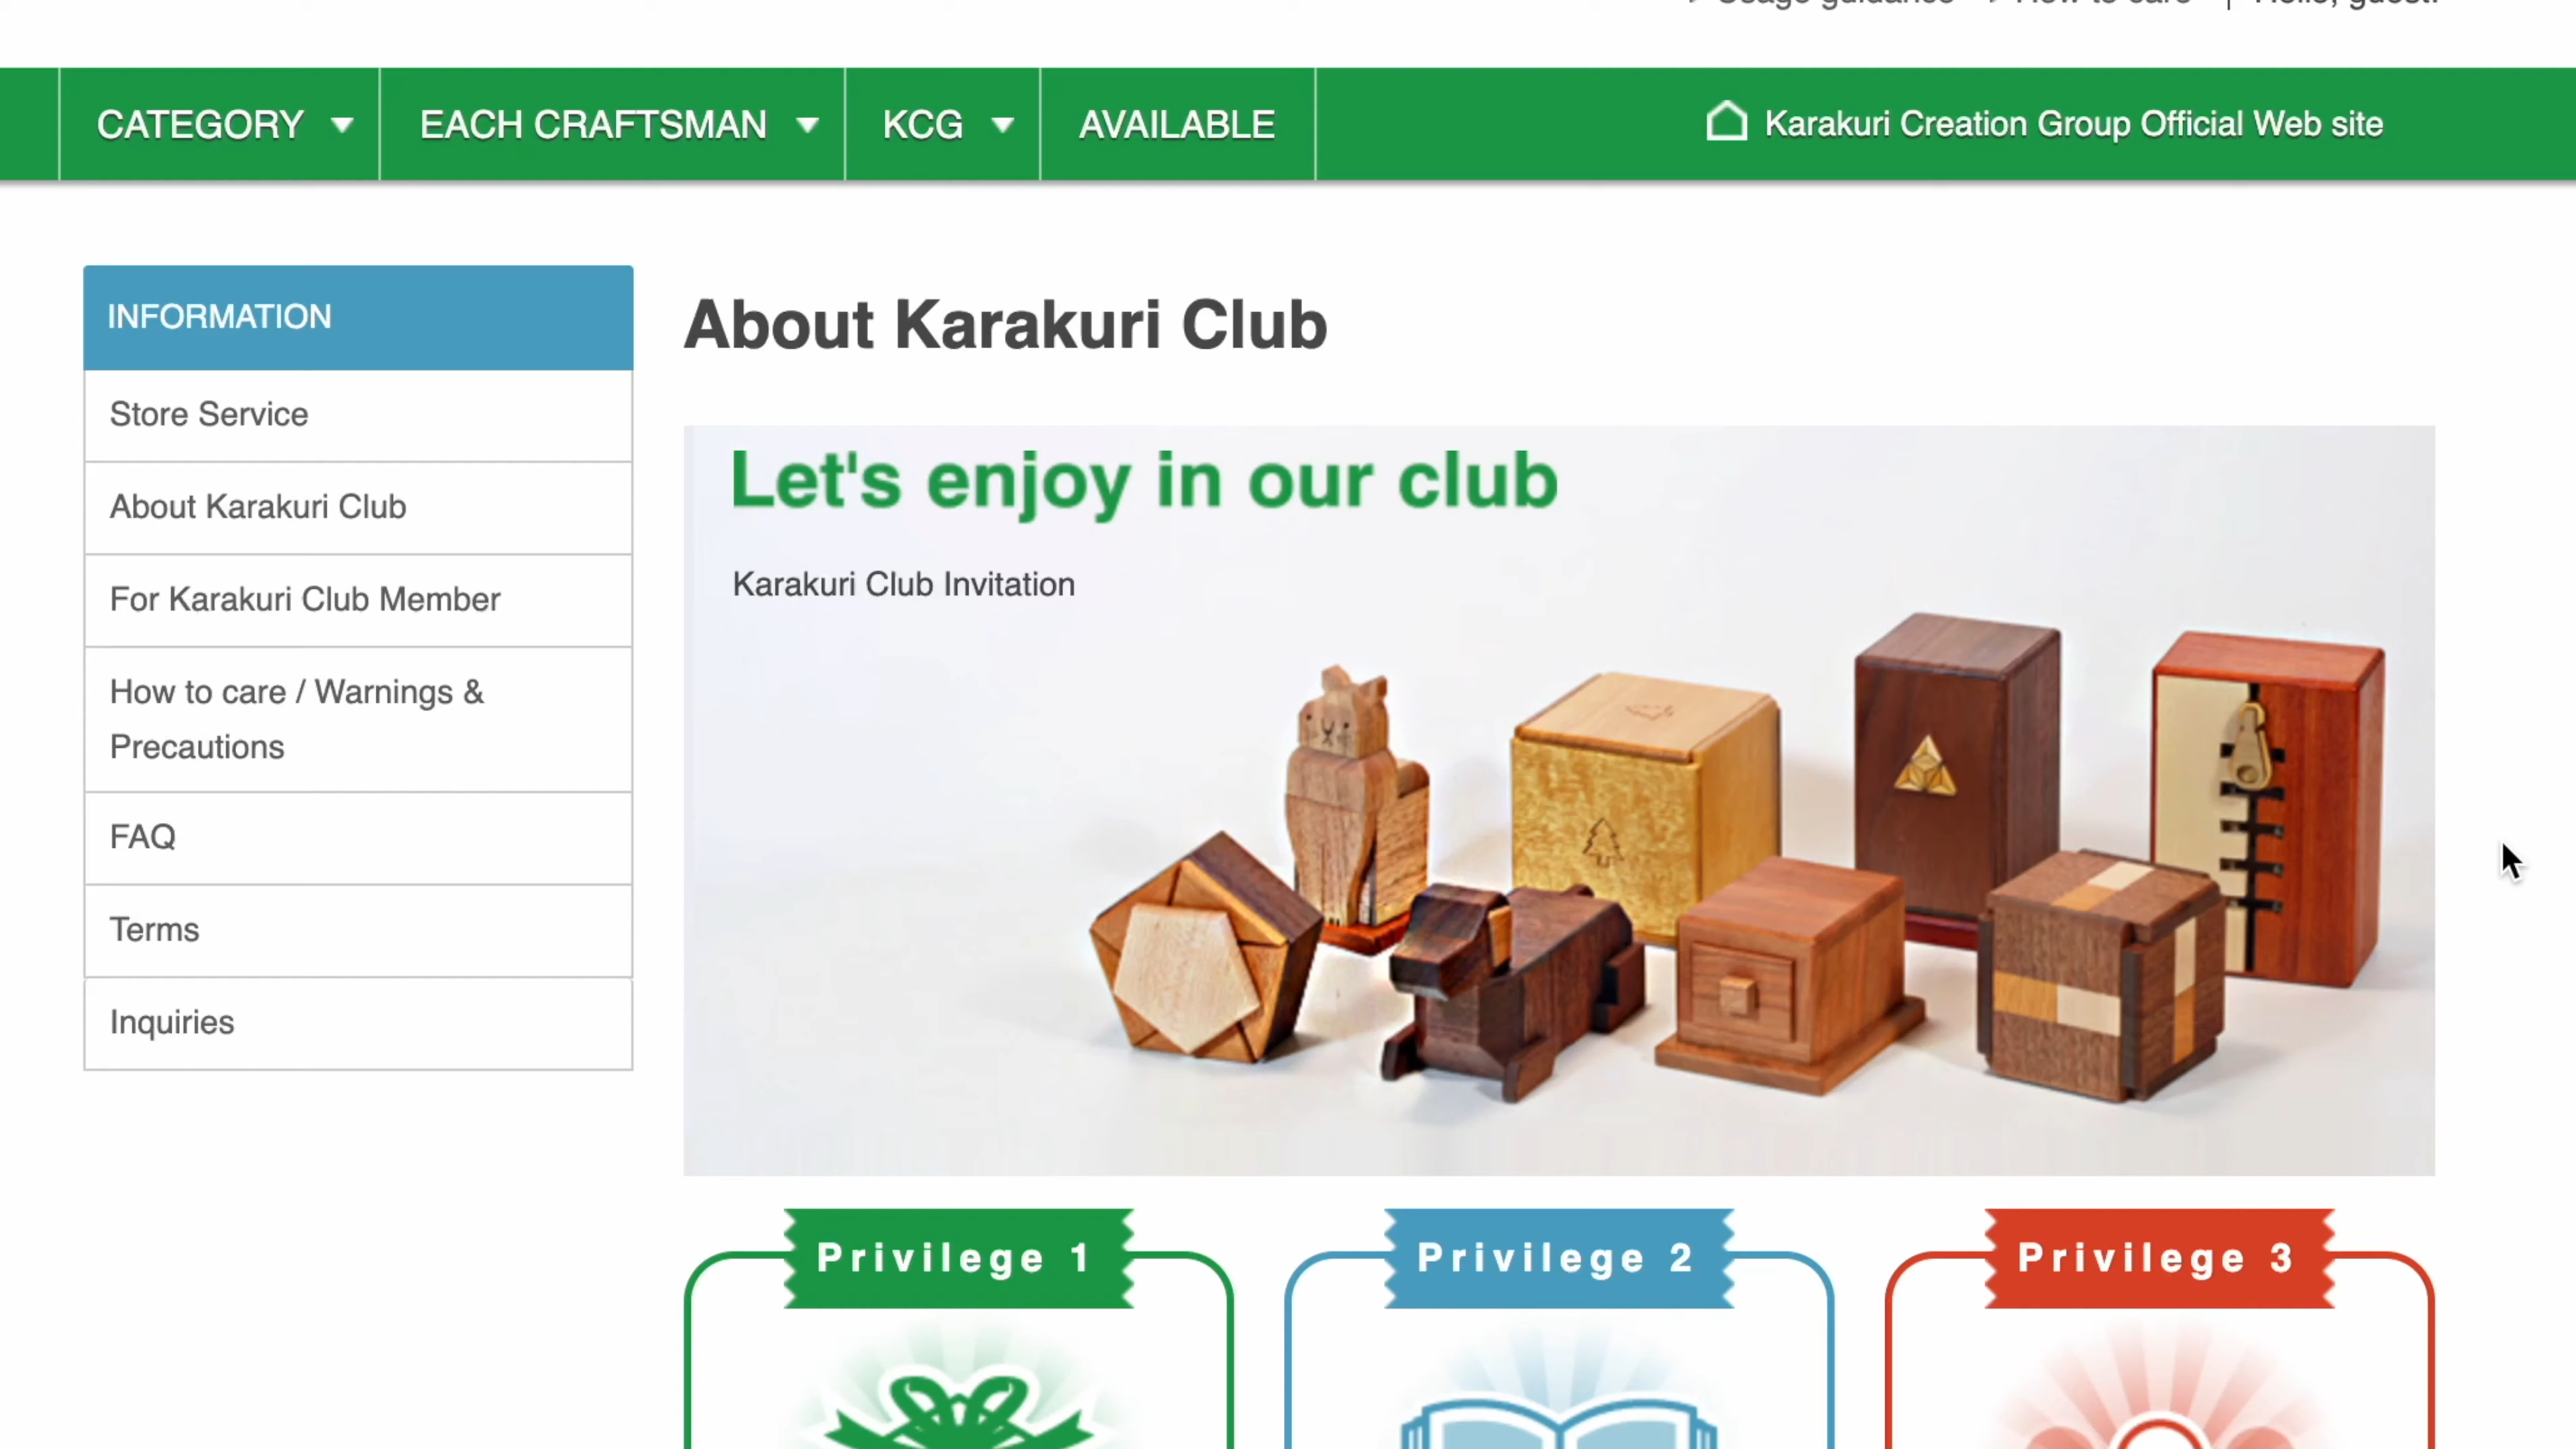 CATEGORY
EACH CRAFTSMAN
KCG
AVAILABLE
Karakuri Creation Group Official Web site
INFORMATION
Store Service
About Karakuri Club
For Karakuri Club Member
How to care / Warnings &
Precautions
FAQ
Terms
Inquiries
About Karakuri Club
Let's enjoy in our club
Karakuri Club Invitation
Privilege 1
Privilege 2
Privilege 3